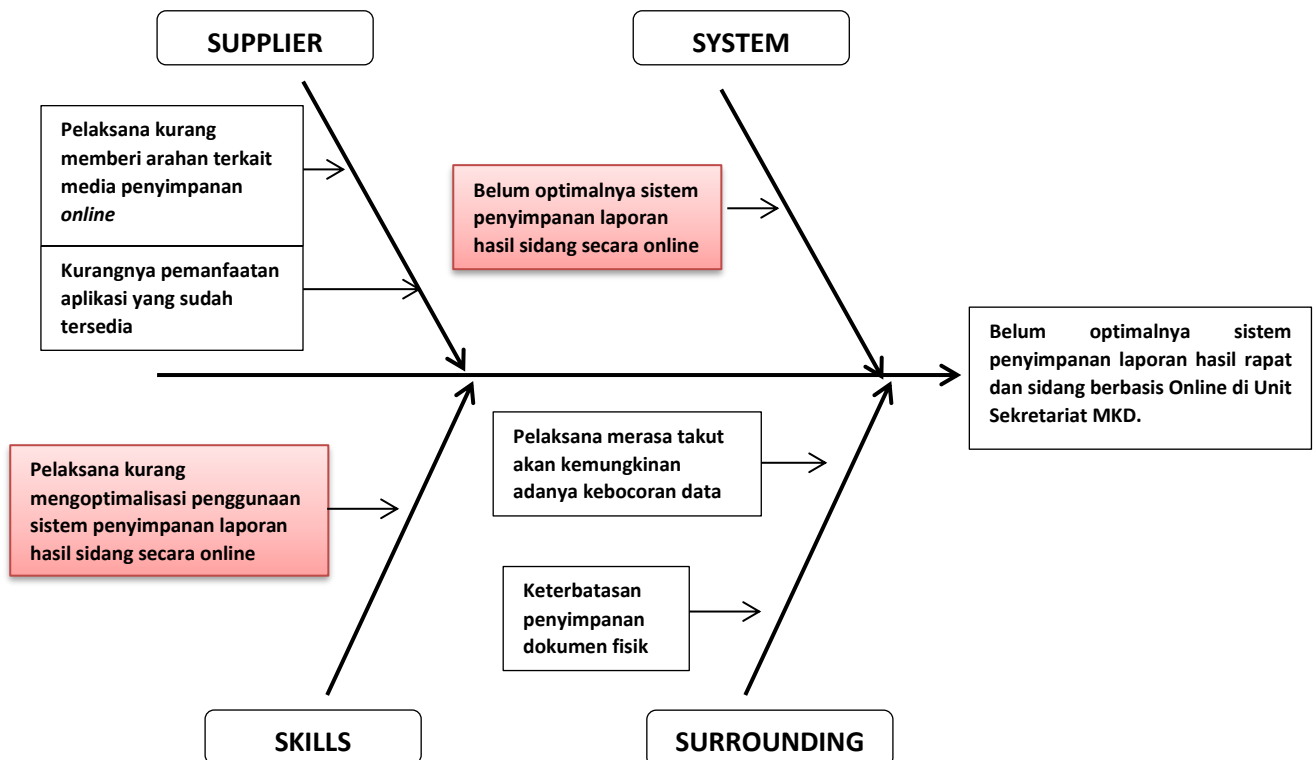 SUPPLIER
SYSTEM
Pelaksana kurang
memberi arahan terkait
media penyimpanan
online
Kurangnya pemanfaatan
aplikasi yang sudah
tersedia
Belum optimalnya sistem
penyimpanan laporan
hasil sidang secara online
Belum optimalnya sistem
penyimpanan laporan hasil rapat
dan sidang berbasis Online di Unit
Sekretariat MKD.
Pelaksana kurang
mengoptimalisasi penggunaan
sistem penyimpanan laporan
hasil sidang secara online
Pelaksana merasa takut
akan kemungkinan
adanya kebocoran data
Keterbatasan
penyimpanan
dokumen fisik
SKILLS
SURROUNDING